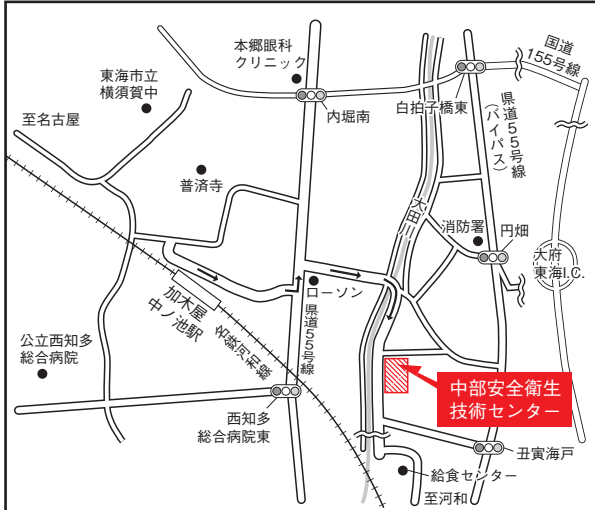 本郷眼科
クリニック
国道
155号線
東海市立
横須賀中
至名古屋
内堀南
白拍子橋東
県道55号線
(バイパス)
普済寺
大田川
消防署
円畑
大府
東海I.C.
加木屋
中ノ池駅
ローソン
県道55号線
名鉄河和線
公立西知多
総合病院
中部安全衛生
技術センター
西知多
総合病院東
丑寅海戸
給食センター
至河和